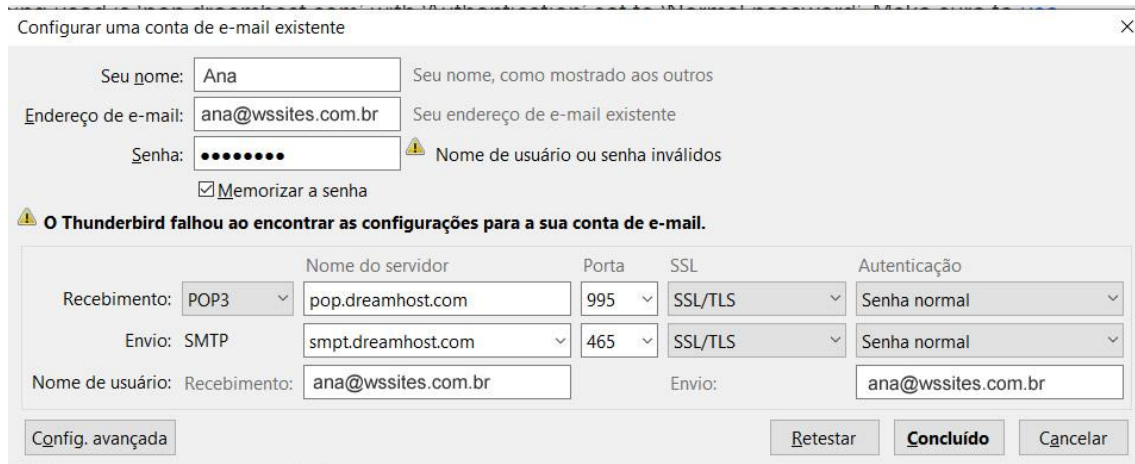 Configurar uma conta de e-mail existente
Seu nome: Ana Seu nome, como mostrado aos outros
Endereço de e-mail: ana@wssites.com.br Seu endereço de e-mail existente
Senha: ●●●●●●●● Nome de usuário ou senha inválidos
Memorizar a senha
O Thunderbird falhou ao encontrar as configurações para a sua conta de e-mail.
Nome do servidor Porta SSL Autenticação
Recebimento: POP3 pop.dreamhost.com 995 SSL/TLS Senha normal
Envio: SMTP smpt.dreamhost.com 465 SSL/TLS Senha normal
Nome de usuário: Recebimento: ana@wssites.com.br Envio: ana@wssites.com.br
Config. avançada Retestar Concluído Cancelar